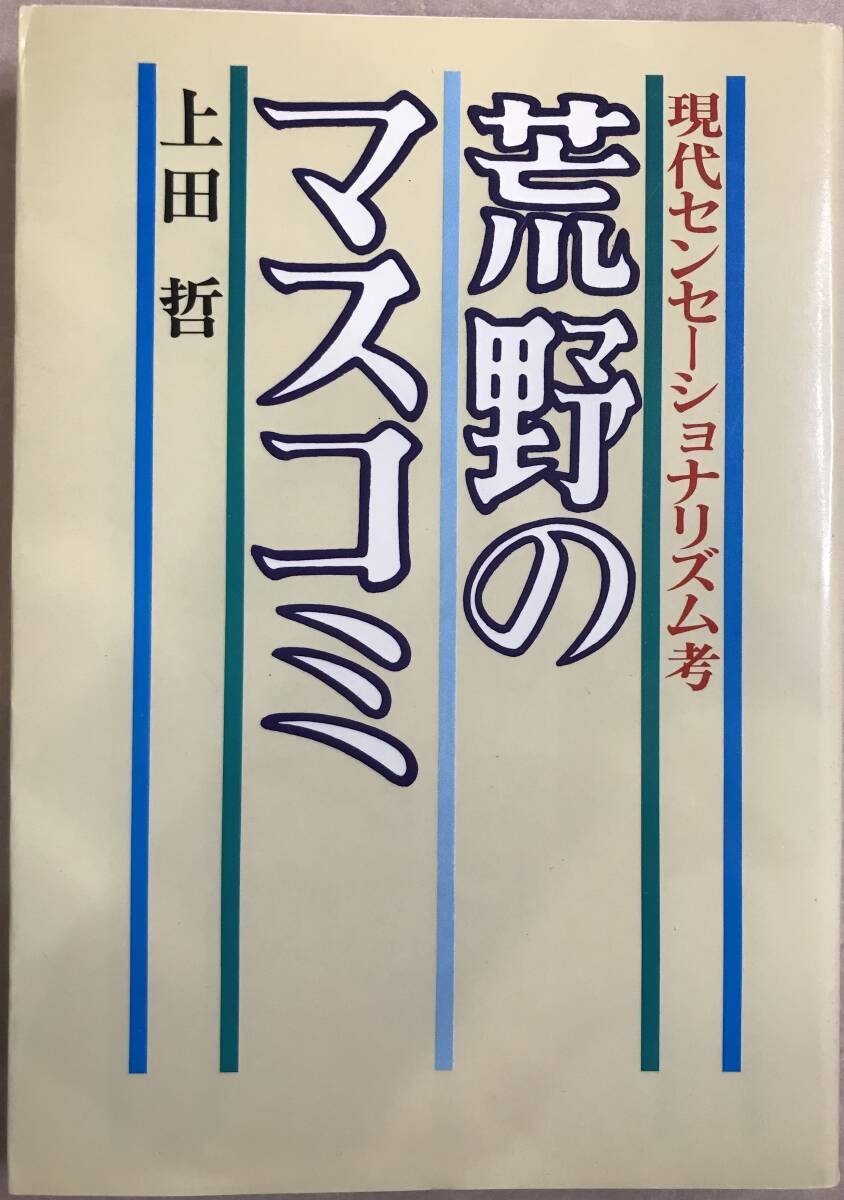 現代センセーショナリズム考
荒野の
マスコミ
上田 哲